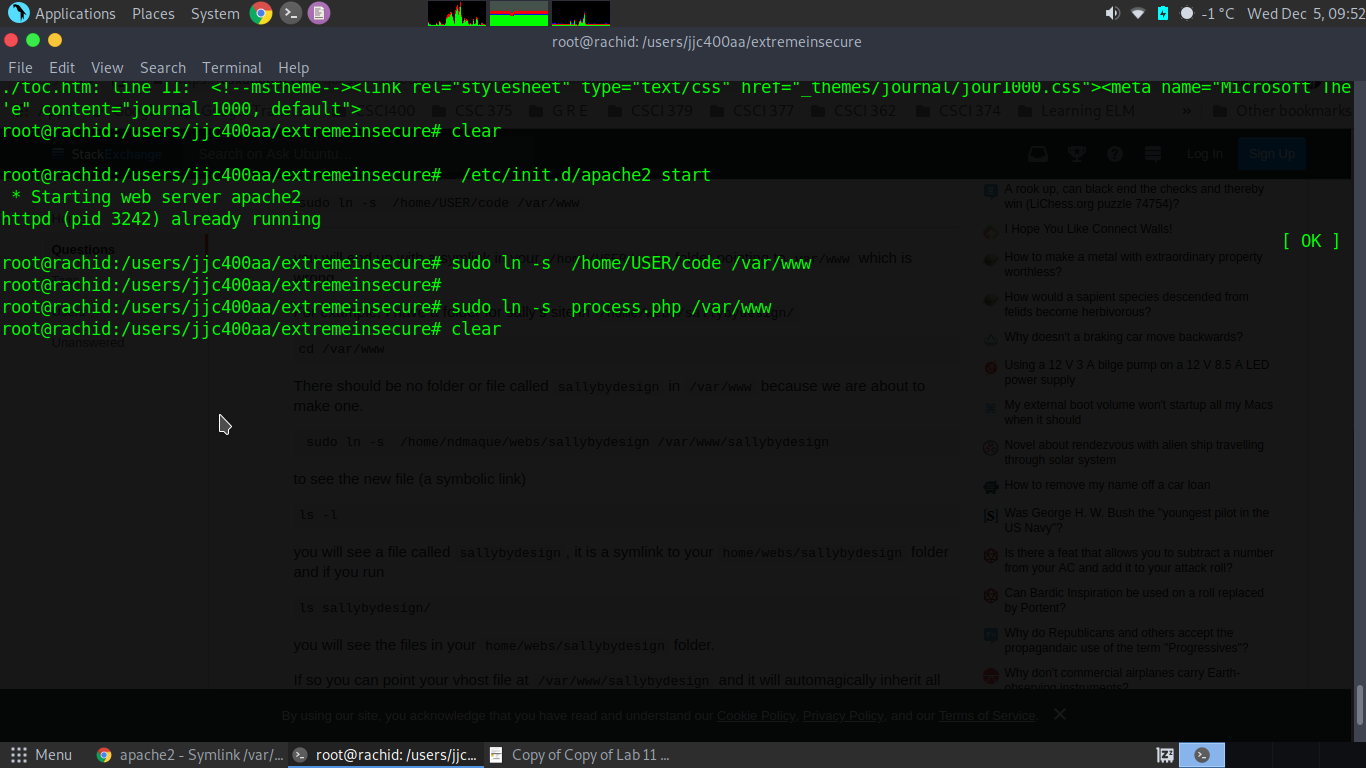 Applications Places System -1 °C Wed Dec 5, 09:52
root@rachid: /users/jjc400aa/extremeinsecure
File Edit View Search Terminal Help
./toc.htm: line 11: <!--mstheme--><link rel="stylesheet" type="text/css" href="_themes/journal/jour1000.css"><meta name="Microsoft The
'e" content="journal 1000, default">
CSCI400 CSC 375 G R E CSCI 379 CSCI 377 CSCI 362 CSCI 374 Learning ELM » Other bookmarks
root@rachid:/users/jjc400aa/extremeinsecure# clear
StackExchange Search on Ask Ubuntu... Log In Sign Up
root@rachid:/users/jjc400aa/extremeinsecure# /etc/init.d/apache2 start
* Starting web server apache2
httpd (pid 3242) already running
[ OK ]
root@rachid:/users/jjc400aa/extremeinsecure# sudo ln -s /home/USER/code /var/www
root@rachid:/users/jjc400aa/extremeinsecure#
root@rachid:/users/jjc400aa/extremeinsecure# sudo ln -s process.php /var/www
root@rachid:/users/jjc400aa/extremeinsecure# clear
sudo ln -s /home/USER/code /var/www
Questions
Unanswered
which is
wrong
cd /var/www
There should be no folder or file called sallybydesign in /var/www because we are about to
make one.
sudo ln -s /home/ndmaque/webs/sallybydesign /var/www/sallybydesign
to see the new file (a symbolic link)
ls -l
you will see a file called sallybydesign, it is a symlink to your home/webs/sallybydesign folder
and if you run
ls sallybydesign/
you will see the files in your home/webs/sallybydesign folder.
If so you can point your vhost file at /var/www/sallybydesign and it will automagically inherit all
A rook up, can black end the checks and thereby
win (LiChess.org puzzle 74754)?
I Hope You Like Connect Walls!
How to make a metal with extraordinary property
worthless?
How would a sapient species descended from
felids become herbivorous?
Why doesn't a braking car move backwards?
Using a 12 V 3 A bilge pump on a 12 V 8.5 A LED
power supply
My external boot volume won't startup all my Macs
when it should
Novel about rendezvous with alien ship travelling
through solar system
How to remove my name off a car loan
Was George H. W. Bush the "youngest pilot in the
US Navy"?
Is there a feat that allows you to subtract a number
from your AC and add it to your attack roll?
Can Bardic Inspiration be used on a roll replaced
by Portent?
Why do Republicans and others accept the
propagandaic use of the term "Progressives"?
Why don't commercial airplanes carry Earth-
observing instruments?
By using our site, you acknowledge that you have read and understand our Cookie Policy, Privacy Policy, and our Terms of Service.
Menu apache2 - Symlink /var/... root@rachid: /users/jjc... Copy of Copy of Lab 11 ...